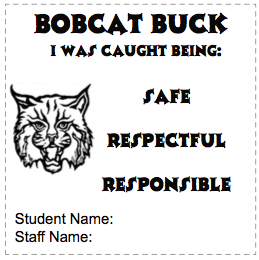 BOBCAT BUCK
I WAS CAUGHT BEING:
SAFE
RESPECTFUL
RESPONSIBLE
Student Name:
Staff Name: